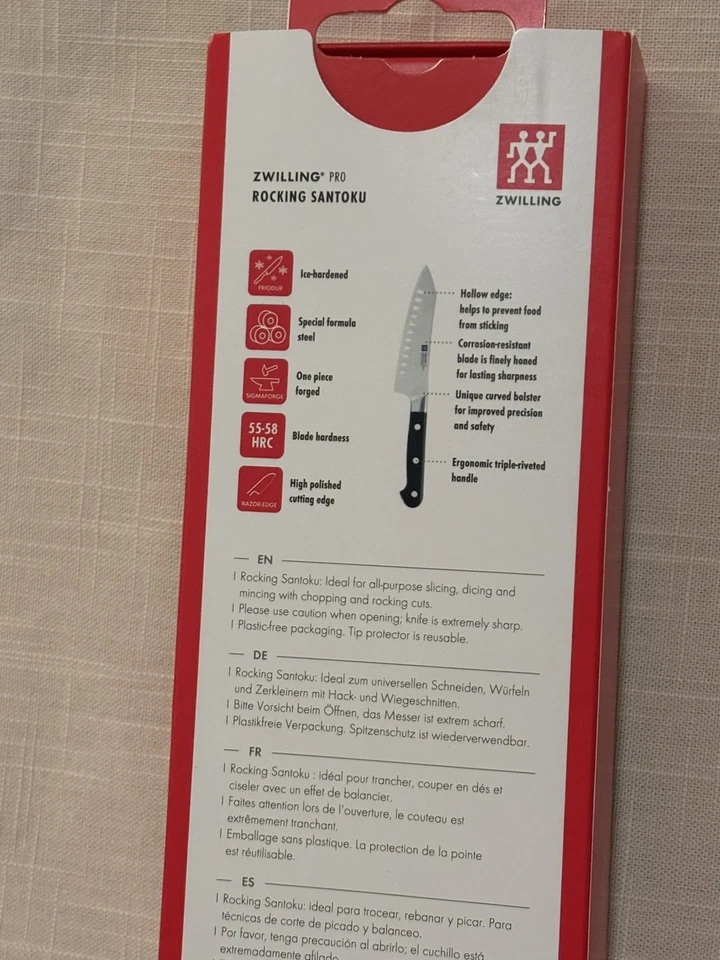 ZWILLING® PRO
ROCKING SANTOKU
ZWILLING
FRIODUR
Ice-hardened
Special formula
steel
SIGMAFORGE
One piece
forged
55-58
HRC
Blade hardness
RAZOR-EDGE
High polished
cutting edge
Hollow edge:
helps to prevent food
from sticking
Corrosion-resistant
blade is finely honed
for lasting sharpness
Unique curved bolster
for improved precision
and safety
Ergonomic triple-riveted
handle
EN
| Rocking Santoku: Ideal for all-purpose slicing, dicing and
mincing with chopping and rocking cuts.
| Please use caution when opening; knife is extremely sharp.
| Plastic-free packaging. Tip protector is reusable.
DE
| Rocking Santoku: Ideal zum universellen Schneiden, Würfeln
und Zerkleinern mit Hack- und Wiegeschnitten.
| Bitte Vorsicht beim Öffnen, das Messer ist extrem scharf.
| Plastikfreie Verpackung. Spitzenschutz ist wiederverwendbar.
FR
| Rocking Santoku : idéal pour trancher, couper en dés et
ciseler avec un effet de balancier.
| Faites attention lors de l'ouverture, le couteau est
extrêmement tranchant.
| Emballage sans plastique. La protection de la pointe
est réutilisable.
ES
| Rocking Santoku: ideal para trocear, rebanar y picar. Para
técnicas de corte de picado y balanceo.
| Por favor, tenga precaución al abrirlo; el cuchillo está
extremadamente afilado.